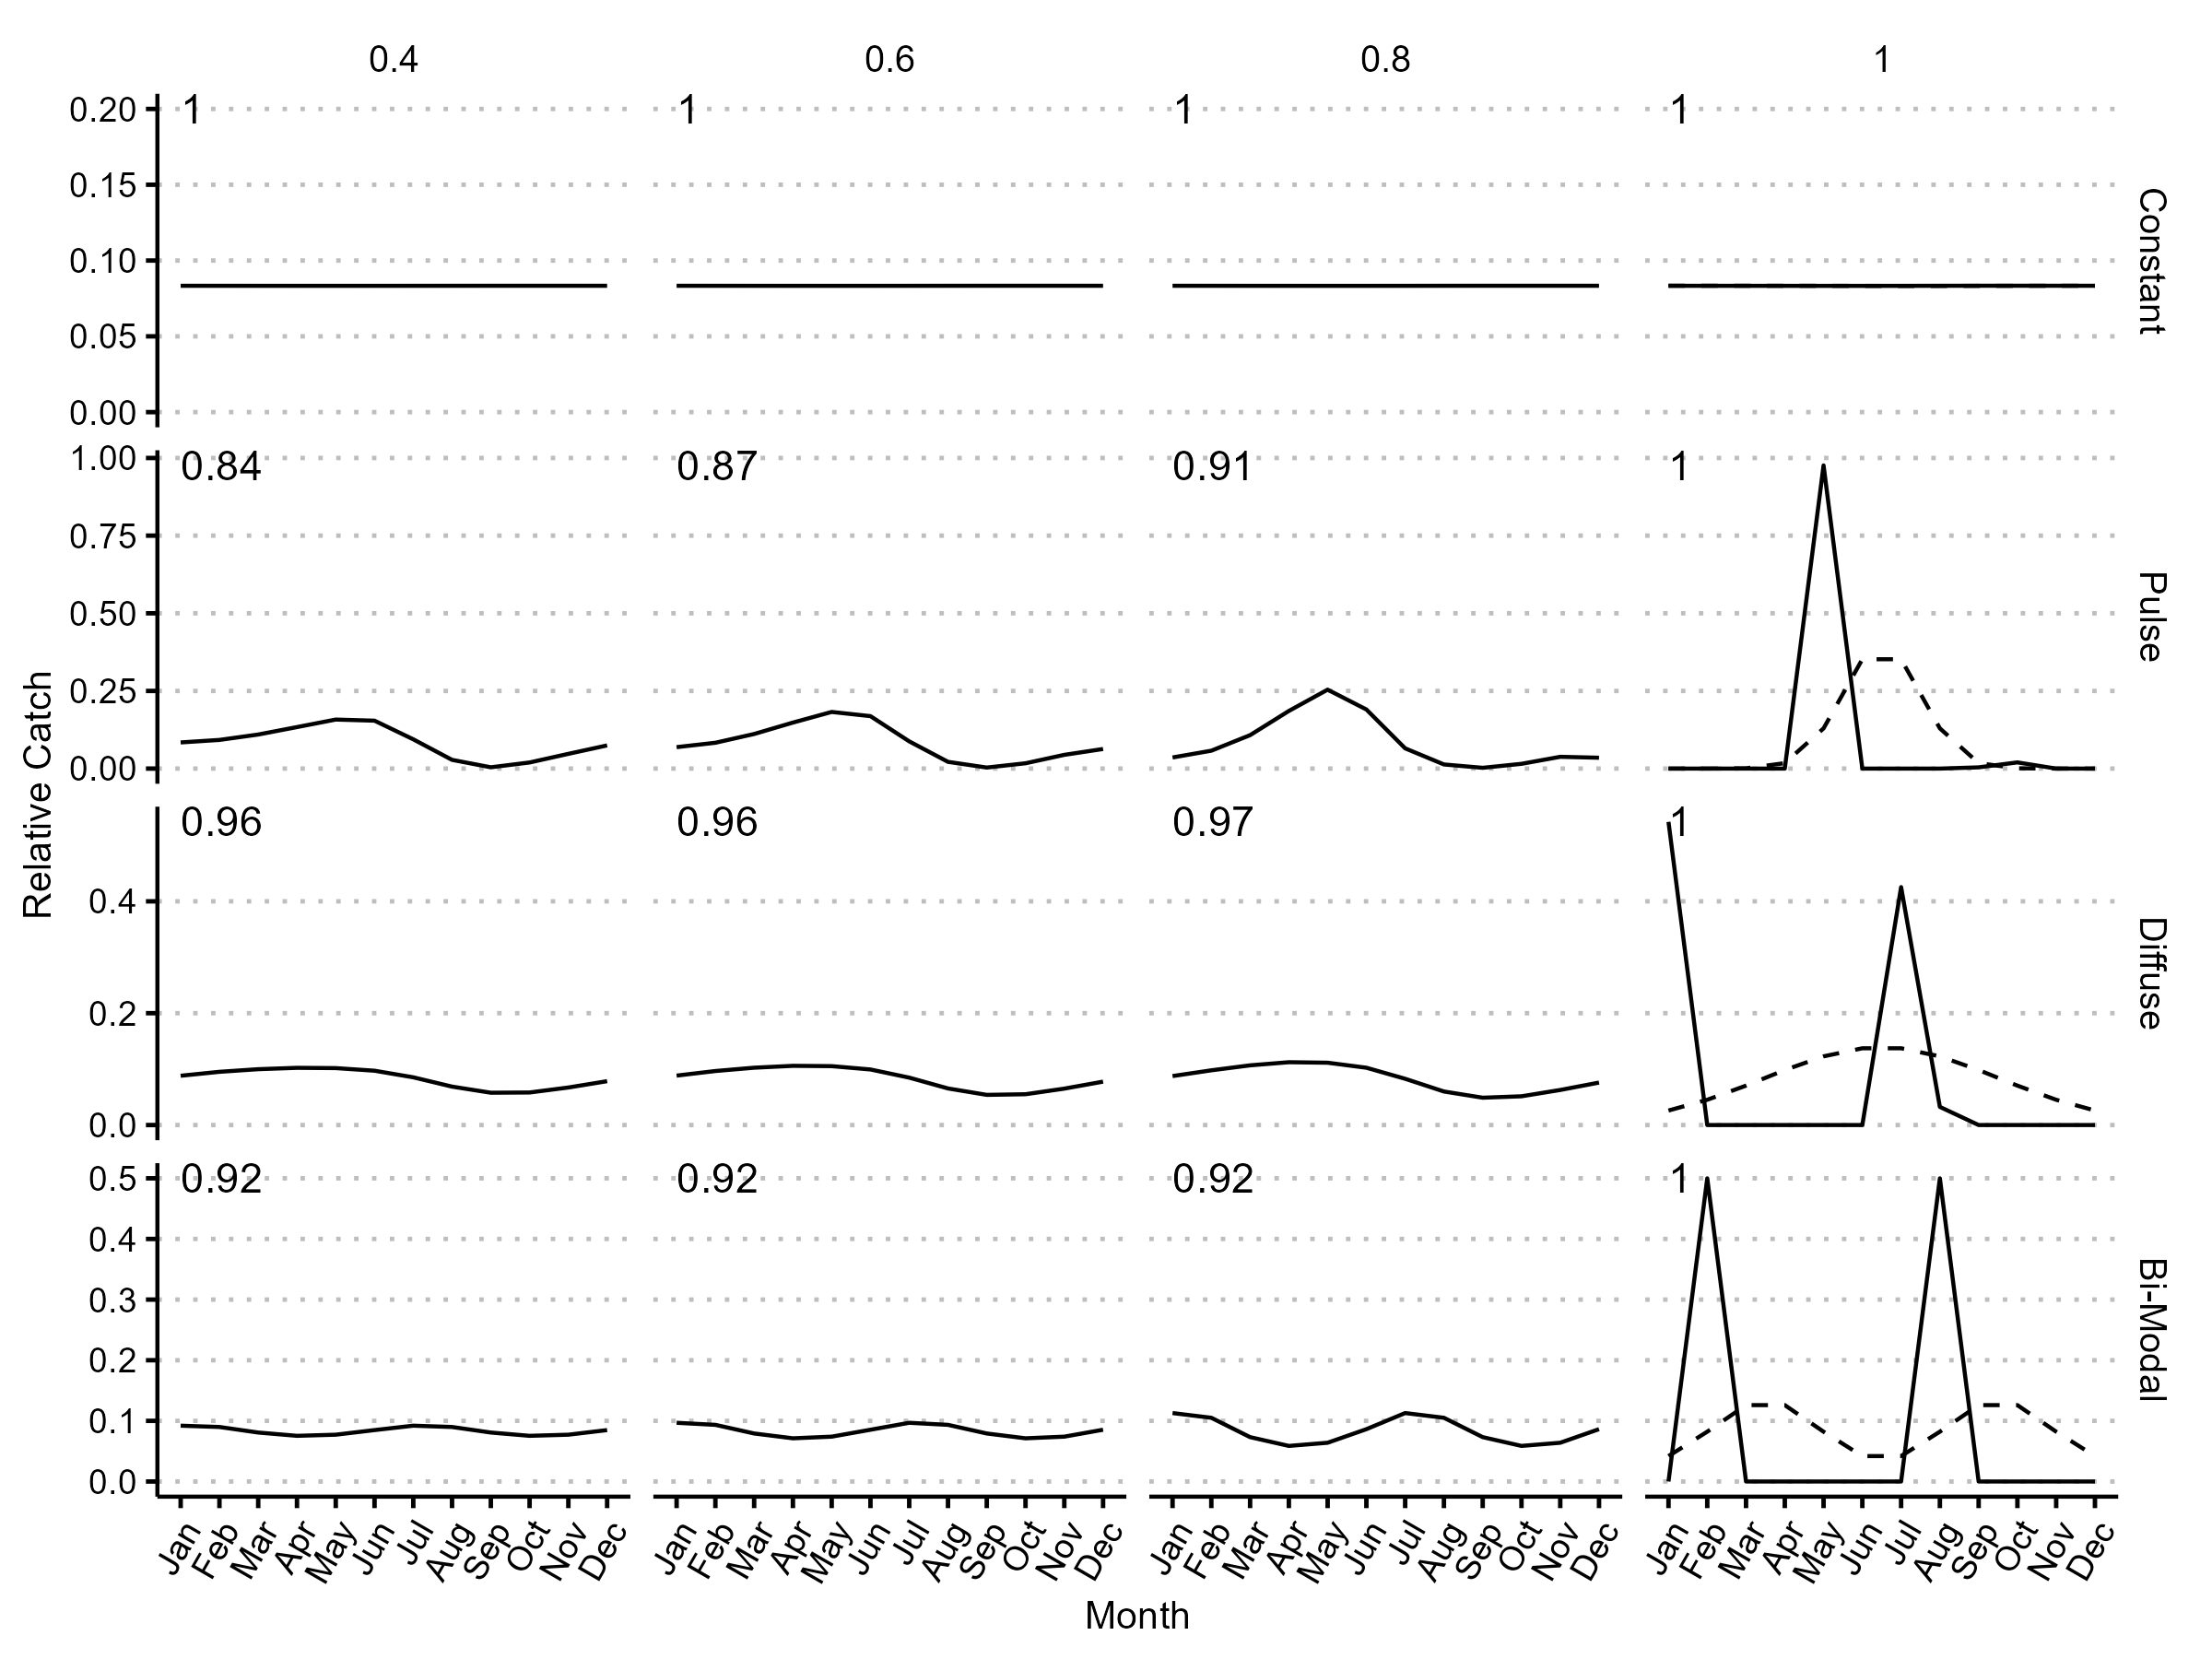 0.4 0.6 0.8 1
0.20 1 1 1 1
0.15
0.10
0.05
0.00
Constant
1.00 0.84 0.87 0.91 1
0.75
0.50
0.25
0.00
Pulse
Relative Catch
0.96 0.96 0.97 1
0.4
0.2
0.0
Diffuse
0.5 0.92 0.92 0.92 1
0.4
0.3
0.2
0.1
0.0
Bi-Modal
Jan Feb Mar Apr May Jun Jul Aug Sep Oct Nov Dec Jan Feb Mar Apr May Jun Jul Aug Sep Oct Nov Dec Jan Feb Mar Apr May Jun Jul Aug Sep Oct Nov Dec Jan Feb Mar Apr May Jun Jul Aug Sep Oct Nov Dec
Month